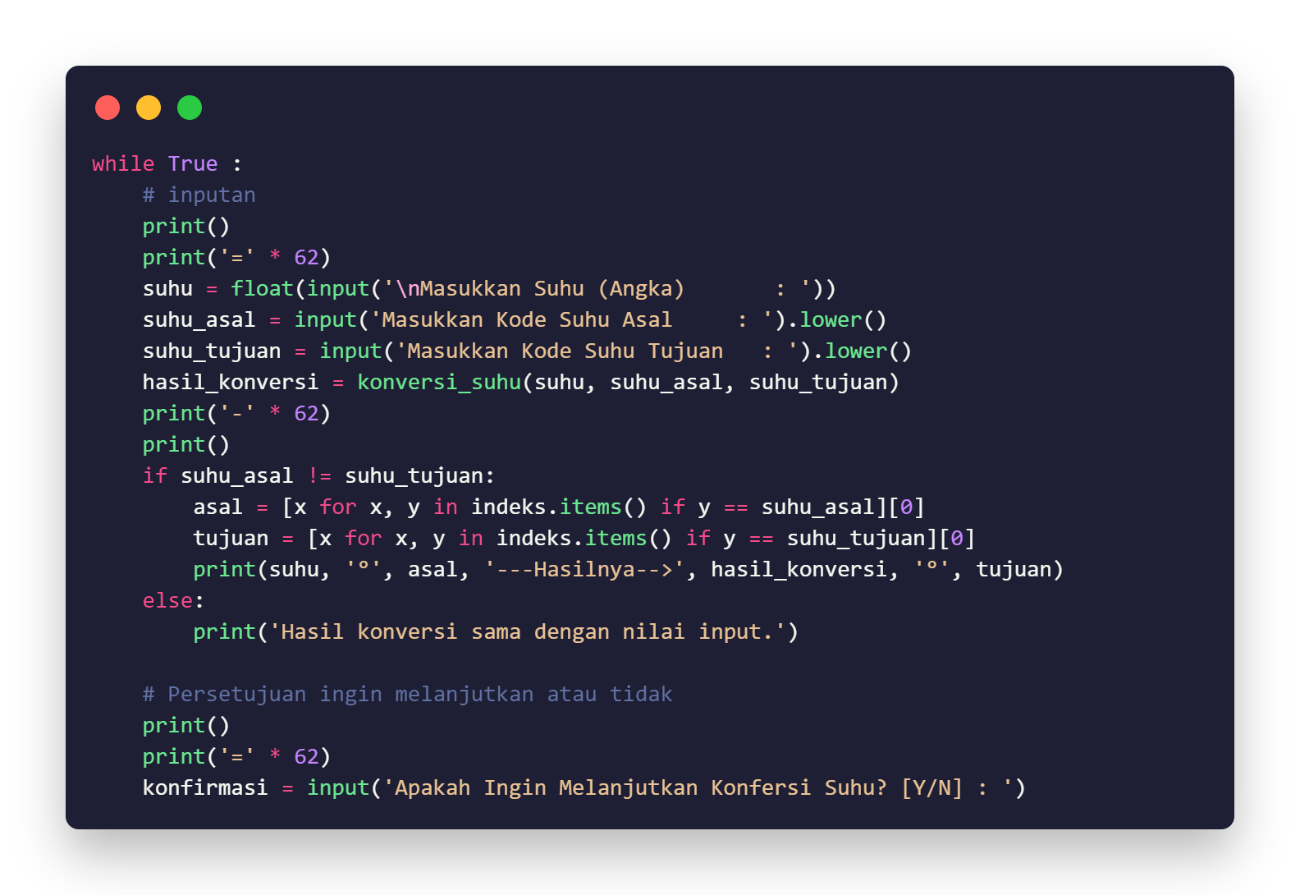 while True :
    # inputan
    print()
    print('=' * 62)
    suhu = float(input('\nMasukkan Suhu (Angka)       : '))
    suhu_asal = input('Masukkan Kode Suhu Asal     : ').lower()
    suhu_tujuan = input('Masukkan Kode Suhu Tujuan   : ').lower()
    hasil_konversi = konversi_suhu(suhu, suhu_asal, suhu_tujuan)
    print('-' * 62)
    print()
    if suhu_asal != suhu_tujuan:
        asal = [x for x, y in indeks.items() if y == suhu_asal][0]
        tujuan = [x for x, y in indeks.items() if y == suhu_tujuan][0]
        print(suhu, '°', asal, '---Hasilnya-->', hasil_konversi, '°', tujuan)
    else:
        print('Hasil konversi sama dengan nilai input.')

    # Persetujuan ingin melanjutkan atau tidak
    print()
    print('=' * 62)
    konfirmasi = input('Apakah Ingin Melanjutkan Konfersi Suhu? [Y/N] : ')